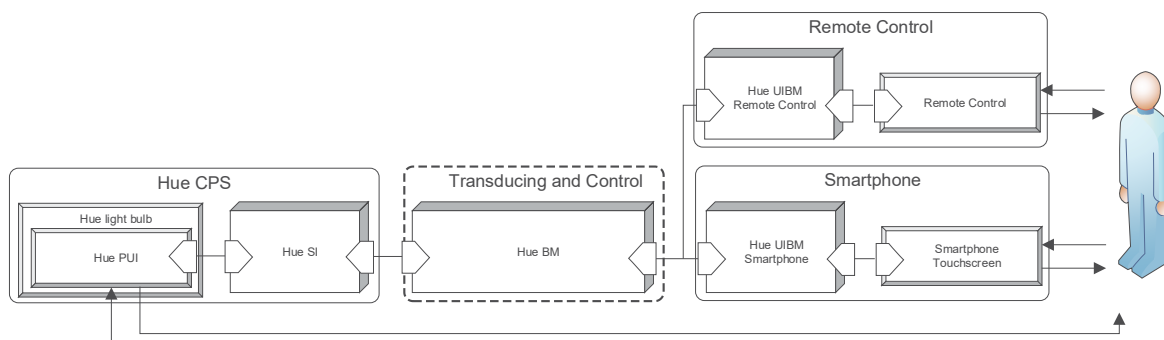 Remote Control
Hue UIBM
Remote Control
Remote Control
Hue CPS
Hue light bulb
Hue PUI
Hue SI
Transducing and Control
Hue BM
Smartphone
Hue UIBM
Smartphone
Smartphone
Touchscreen